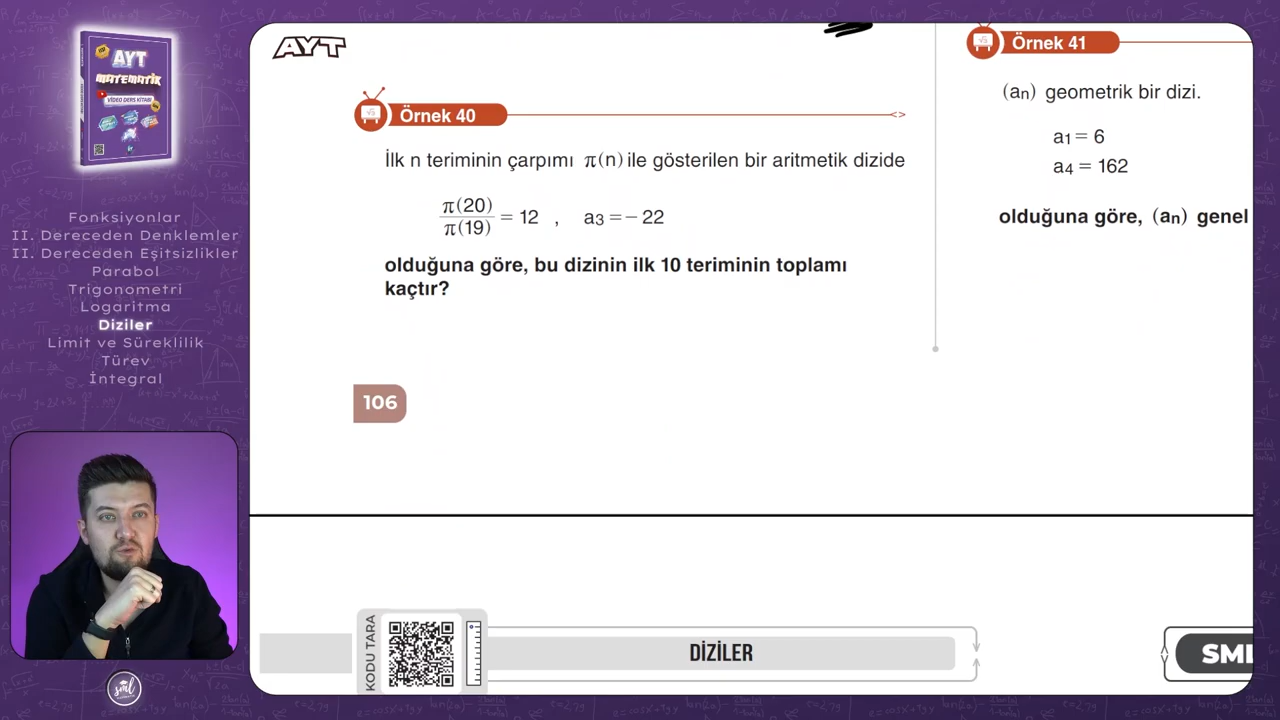 AYT
MATEMATİK
VİDEO DERS KİTABI
Fonksiyonlar
II. Dereceden Denklemler
II. Dereceden Eşitsizlikler
Parabol
Trigonometri
Logaritma
Diziler
Limit ve Süreklilik
Türev
İntegral
sml
AYT
Örnek 40
İlk n teriminin çarpımı π(n) ile gösterilen bir aritmetik dizide
π(20)/π(19) = 12 , a₃ = – 22
olduğuna göre, bu dizinin ilk 10 teriminin toplamı
kaçtır?
106
Örnek 41
(aₙ) geometrik bir dizi.
a₁ = 6
a₄ = 162
olduğuna göre, (aₙ) genel
KODU TARA
DİZİLER
SML